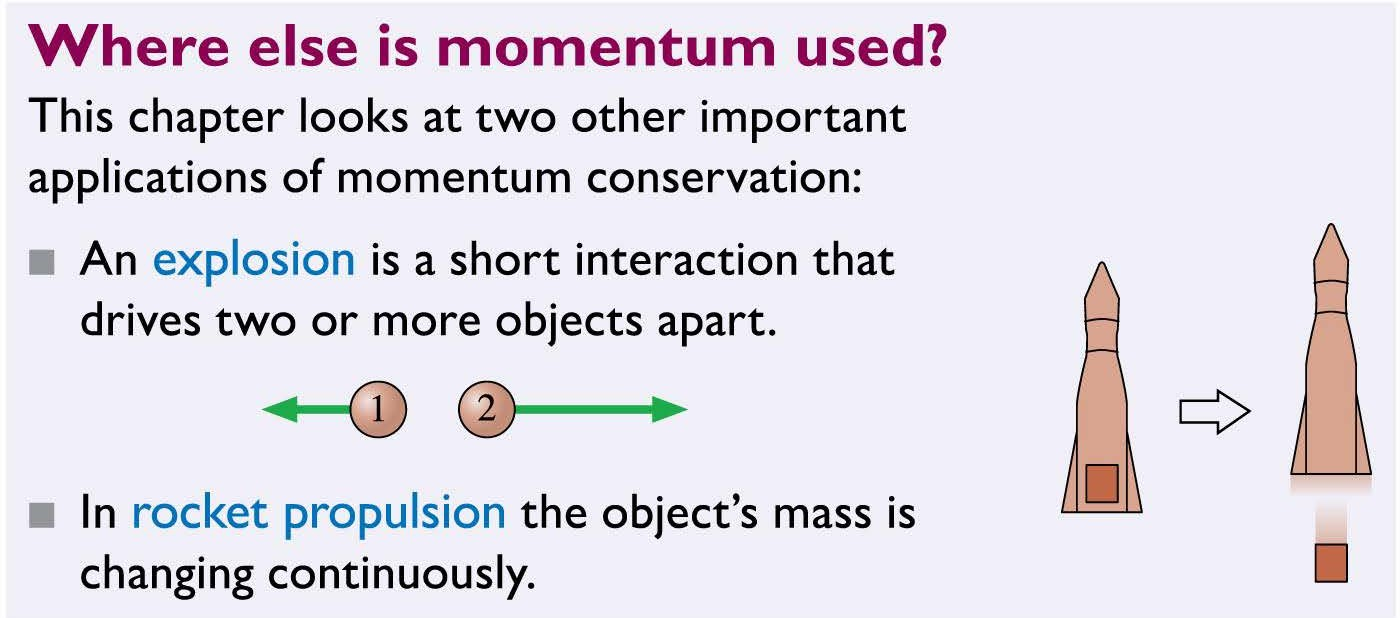 Where else is momentum used?
This chapter looks at two other important
applications of momentum conservation:
■ An explosion is a short interaction that
drives two or more objects apart.
1 2
■ In rocket propulsion the object’s mass is
changing continuously.